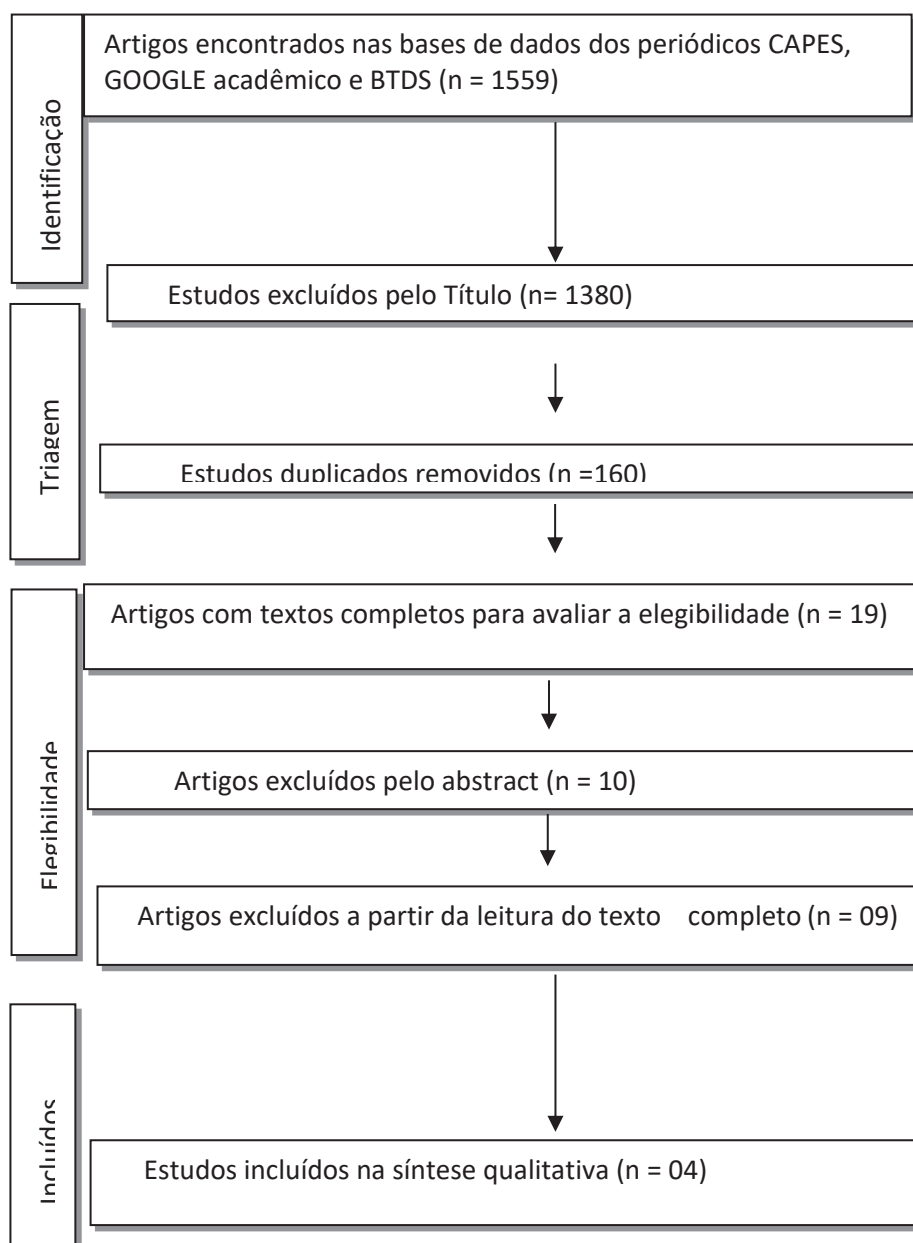 Identificação
Artigos encontrados nas bases de dados dos periódicos CAPES,
GOOGLE acadêmico e BTDS (n = 1559)
Estudos excluídos pelo Título (n= 1380)
Triagem
Estudos duplicados removidos (n =160)
Elegibilidade
Artigos com textos completos para avaliar a elegibilidade (n = 19)
Artigos excluídos pelo abstract (n = 10)
Artigos excluídos a partir da leitura do texto completo (n = 09)
Incluídos
Estudos incluídos na síntese qualitativa (n = 04)